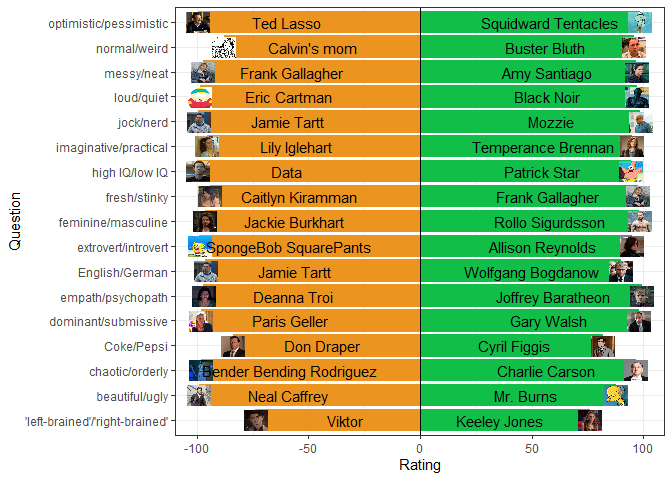 optimistic/pessimistic Ted Lasso Squidward Tentacles
normal/weird Calvin's mom Buster Bluth
messy/neat Frank Gallagher Amy Santiago
loud/quiet Eric Cartman Black Noir
jock/nerd Jamie Tartt Mozzie
imaginative/practical Lily Iglehart Temperance Brennan
high IQ/low IQ Data Patrick Star
fresh/stinky Caitlyn Kiramman Frank Gallagher
feminine/masculine Jackie Burkhart Rollo Sigurdsson
extrovert/introvert SpongeBob SquarePants Allison Reynolds
English/German Jamie Tartt Wolfgang Bogdanow
empath/psychopath Deanna Troi Joffrey Baratheon
dominant/submissive Paris Geller Gary Walsh
Coke/Pepsi Don Draper Cyril Figgis
chaotic/orderly Bender Bending Rodriguez Charlie Carson
beautiful/ugly Neal Caffrey Mr. Burns
'left-brained'/'right-brained' Viktor Keeley Jones
-100 -50 0 50 100
Rating
Question